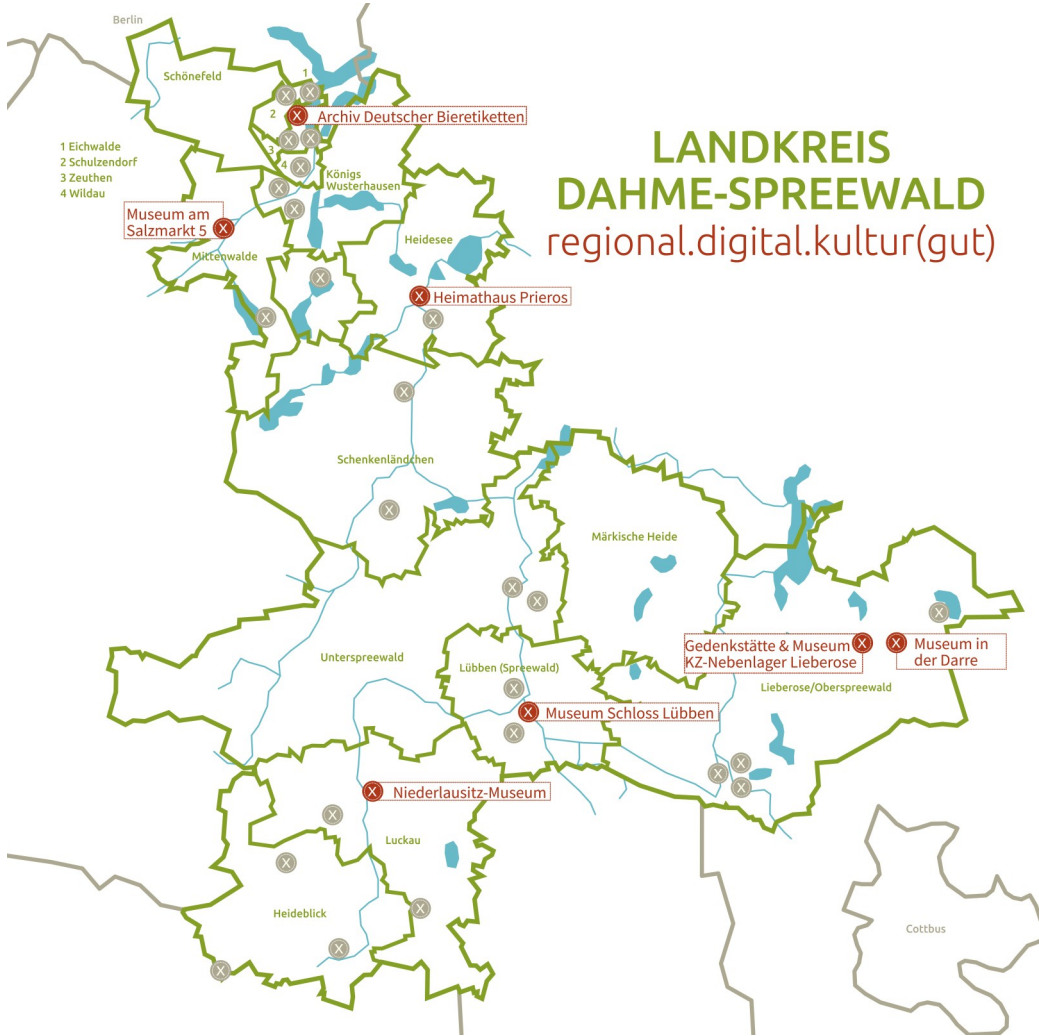 Berlin
Schönefeld
1
2
Archiv Deutscher Bieretiketten
3
4
1 Eichwalde
2 Schulzendorf
3 Zeuthen
4 Wildau
LANDKREIS
DAHME-SPREEWALD
regional.digital.kultur(gut)
Königs
Wusterhausen
Museum am
Salzmarkt 5
Mittenwalde
Heidesee
Heimathaus Prieros
Schenkenländchen
Märkische Heide
Unterspreewald
Lübben (Spreewald)
Gedenkstätte & Museum
KZ-Nebenlager Lieberose
Museum in
der Darre
Lieberose/Oberspreewald
Museum Schloss Lübben
Niederlausitz-Museum
Luckau
Heideblick
Cottbus